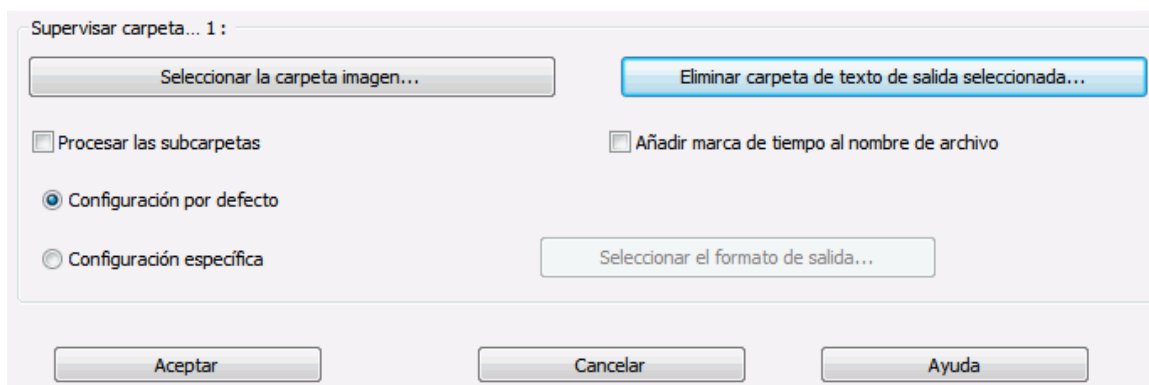 Supervisar carpeta... 1 :
Seleccionar la carpeta imagen...
Eliminar carpeta de texto de salida seleccionada...
Procesar las subcarpetas
Añadir marca de tiempo al nombre de archivo
Configuración por defecto
Configuración específica
Seleccionar el formato de salida...
Aceptar
Cancelar
Ayuda